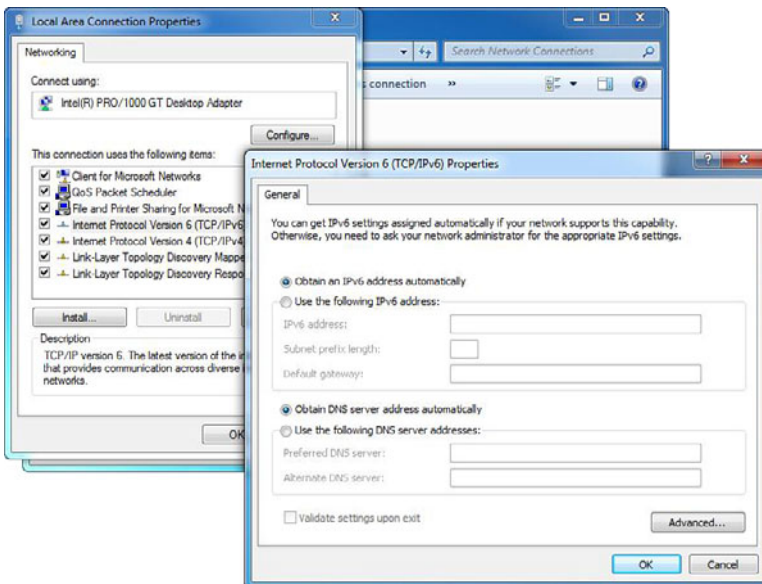 Local Area Connection Properties
Networking
Connect using:
Intel(R) PRO/1000 GT Desktop Adapter
Configure...
This connection uses the following items:
Client for Microsoft Networks
QoS Packet Scheduler
File and Printer Sharing for Microsoft N
Internet Protocol Version 6 (TCP/IPv6)
Internet Protocol Version 4 (TCP/IPv4)
Link-Layer Topology Discovery Mappe
Link-Layer Topology Discovery Respo
Install...
Uninstall
Description
TCP/IP version 6. The latest version of the in
that provides communication across diverse
networks.
OK
Search Network Connections
s connection »
Internet Protocol Version 6 (TCP/IPv6) Properties
General
You can get IPv6 settings assigned automatically if your network supports this capability.
Otherwise, you need to ask your network administrator for the appropriate IPv6 settings.
Obtain an IPv6 address automatically
Use the following IPv6 address:
IPv6 address:
Subnet prefix length:
Default gateway:
Obtain DNS server address automatically
Use the following DNS server addresses:
Preferred DNS server:
Alternate DNS server:
Validate settings upon exit
Advanced...
OK
Cancel